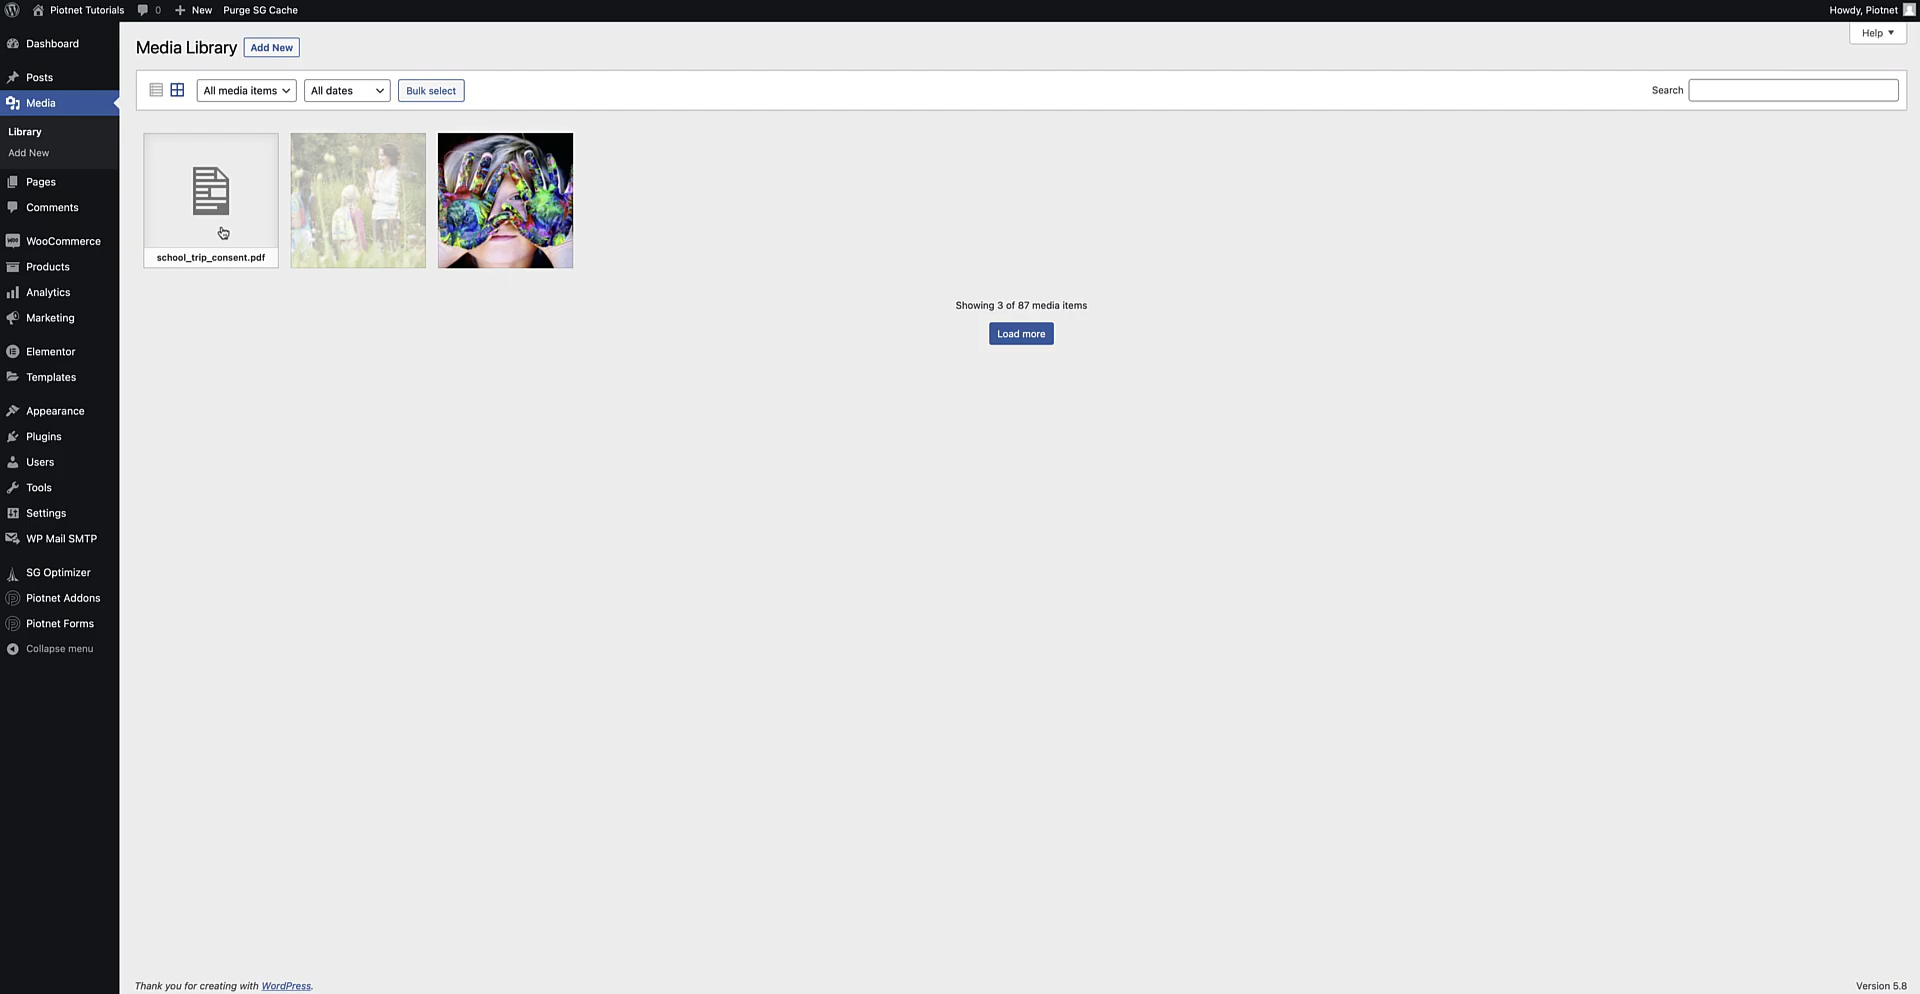 Piotnet Tutorials 0 New Purge SG Cache Howdy, Piotnet
Help
Dashboard
Posts
Media
Library
Add New
Pages
Comments
WooCommerce
Products
Analytics
Marketing
Elementor
Templates
Appearance
Plugins
Users
Tools
Settings
WP Mail SMTP
SG Optimizer
Piotnet Addons
Piotnet Forms
Collapse menu
Media Library Add New
All media items All dates Bulk select Search
school_trip_consent.pdf
Showing 3 of 87 media items
Load more
Thank you for creating with WordPress. Version 5.8